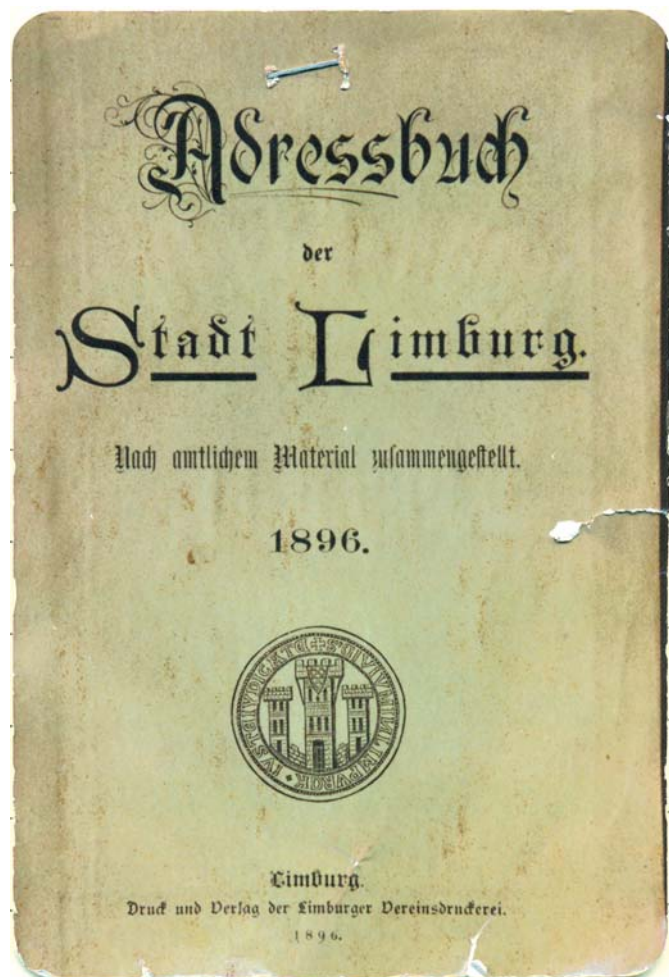 Adressbuch
der
Stadt Limburg.
Nach amtlichem Material zusammengestellt.
1896.
Limburg.
Druck und Verlag der Limburger Vereinsdruckerei.
1896.